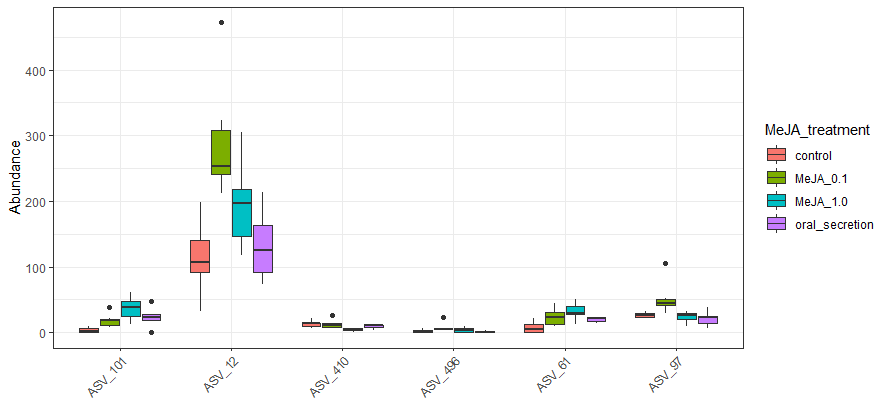 Abundance
400
300
200
100
0
ASV_101
ASV_12
ASV_410
ASV_496
ASV_61
ASV_97
MeJA_treatment
control
MeJA_0.1
MeJA_1.0
oral_secretion